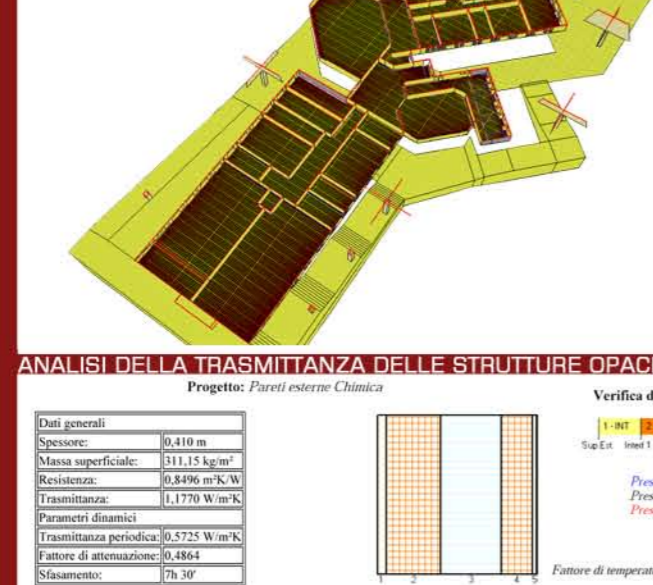 ANALISI DELLA TRASMITTANZA DELLE STRUTTURE OPAC
Progetto: Pareti esterne Chimica
Verifica d
Dati generali
Spessore: 0,410 m
Massa superficiale: 311,15 kg/m²
Resistenza: 0,8496 m²K/W
Trasmittanza: 1,1770 W/m²K
Parametri dinamici
Trasmittanza periodica: 0,5725 W/m²K
Fattore di attenuazione: 0,4864
Sfasamento: 7h 30'
1 - INT 2
Sup.Est. Inted 1
Pres
Pres
Pres
1 2 3 4 5
Fattore di temperat